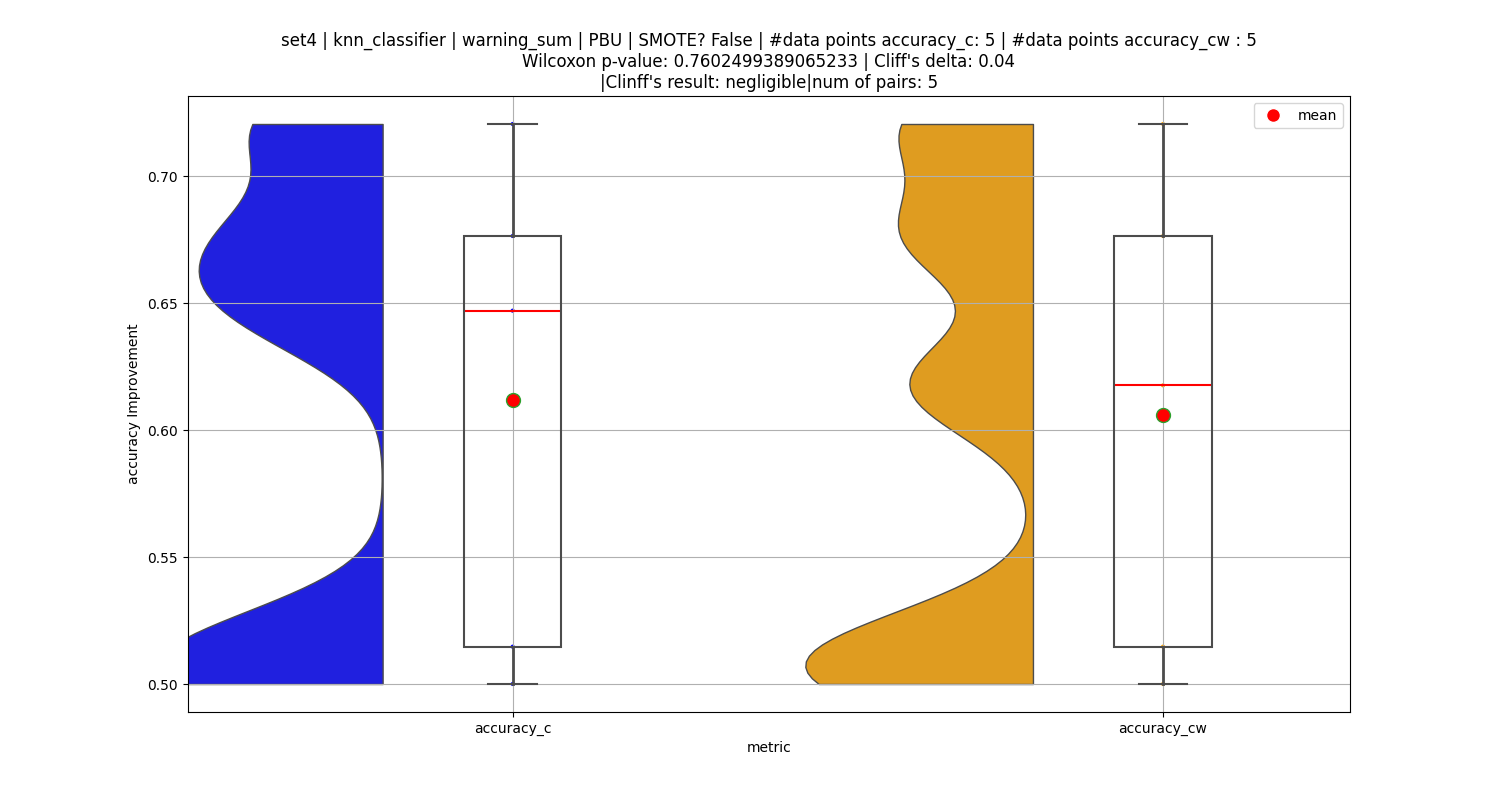 set4 | knn_classifier | warning_sum | PBU | SMOTE? False | #data points accuracy_c: 5 | #data points accuracy_cw : 5
Wilcoxon p-value: 0.7602499389065233 | Cliff's delta: 0.04
|Clinff's result: negligible|num of pairs: 5
mean
accuracy Improvement
0.70
0.65
0.60
0.55
0.50
accuracy_c
accuracy_cw
metric